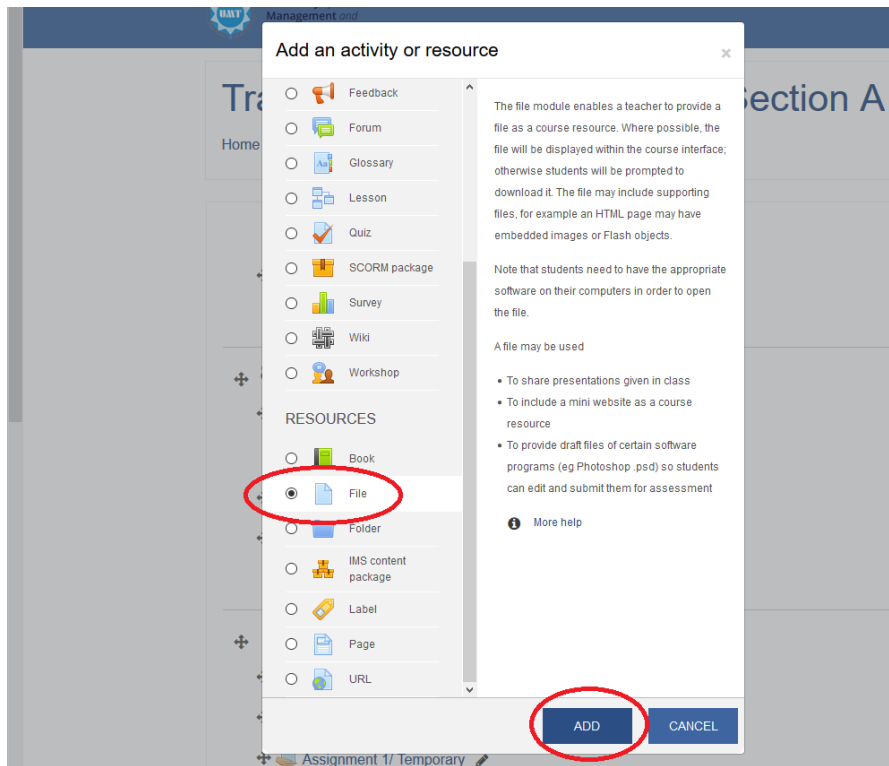 UMT
Management and
Add an activity or resource
×
Tra
ection A
Home
Feedback
Forum
Glossary
Lesson
Quiz
SCORM package
Survey
Wiki
Workshop
RESOURCES
Book
File
Folder
IMS content
package
Label
Page
URL
The file module enables a teacher to provide a
file as a course resource. Where possible, the
file will be displayed within the course interface;
otherwise students will be prompted to
download it. The file may include supporting
files, for example an HTML page may have
embedded images or Flash objects.
Note that students need to have the appropriate
software on their computers in order to open
the file.
A file may be used
• To share presentations given in class
• To include a mini website as a course
resource
• To provide draft files of certain software
programs (eg Photoshop .psd) so students
can edit and submit them for assessment
More help
ADD
CANCEL
Assignment 1/ Temporary